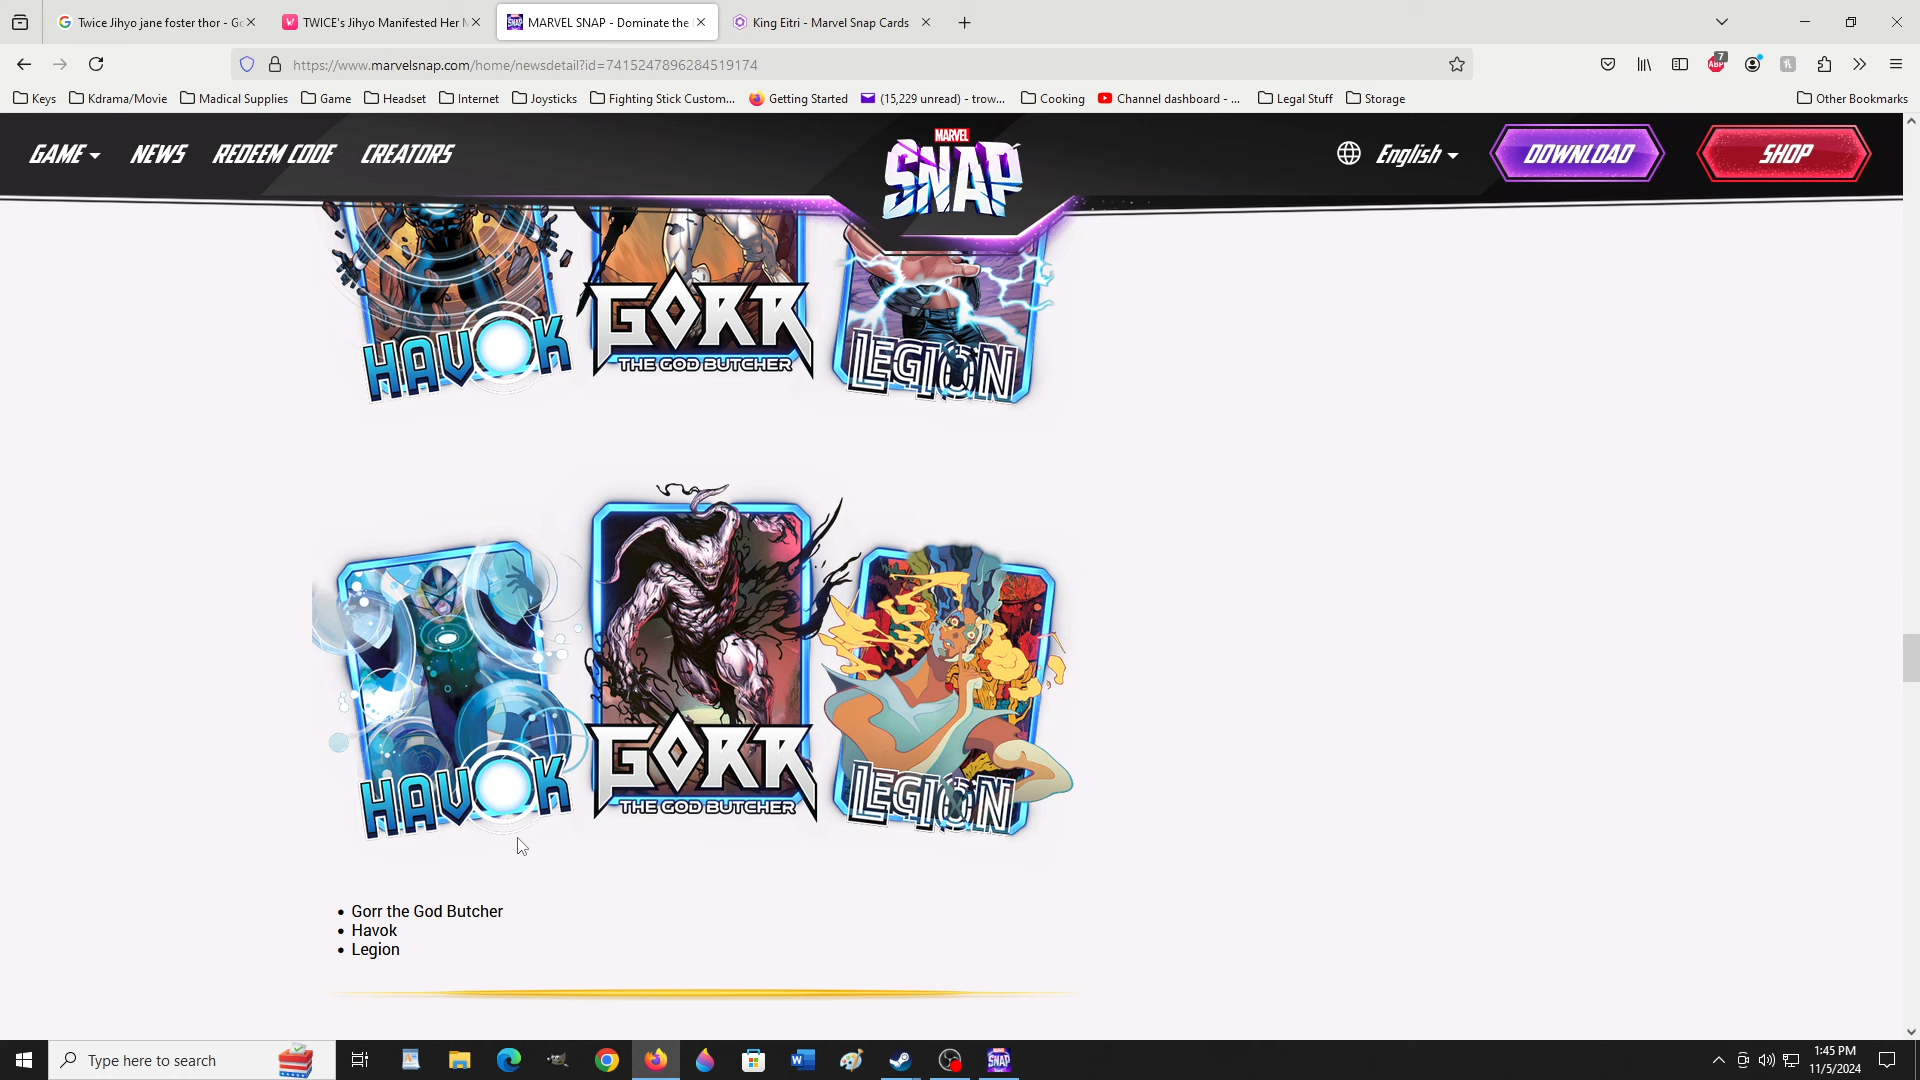 Twice Jihyo jane foster thor - Go
TWICE's Jihyo Manifested Her M
MARVEL SNAP - Dominate the
King Eitri - Marvel Snap Cards
https://www.marvelsnap.com/home/newsdetail?id=7415247896284519174
7
ABP
Keys
Kdrama/Movie
Madical Supplies
Game
Headset
Internet
Joysticks
Fighting Stick Custom...
Getting Started
(15,229 unread) - trow...
Cooking
Channel dashboard - ...
Legal Stuff
Storage
Other Bookmarks
GAME
NEWS
REDEEM CODE
CREATORS
MARVEL
SNAP
English
DOWNLOAD
SHOP
HAVOK
GORR
THE GOD BUTCHER
LEGION
HAVOK
GORR
THE GOD BUTCHER
LEGION
• Gorr the God Butcher
• Havok
• Legion
Type here to search
1:45 PM
11/5/2024